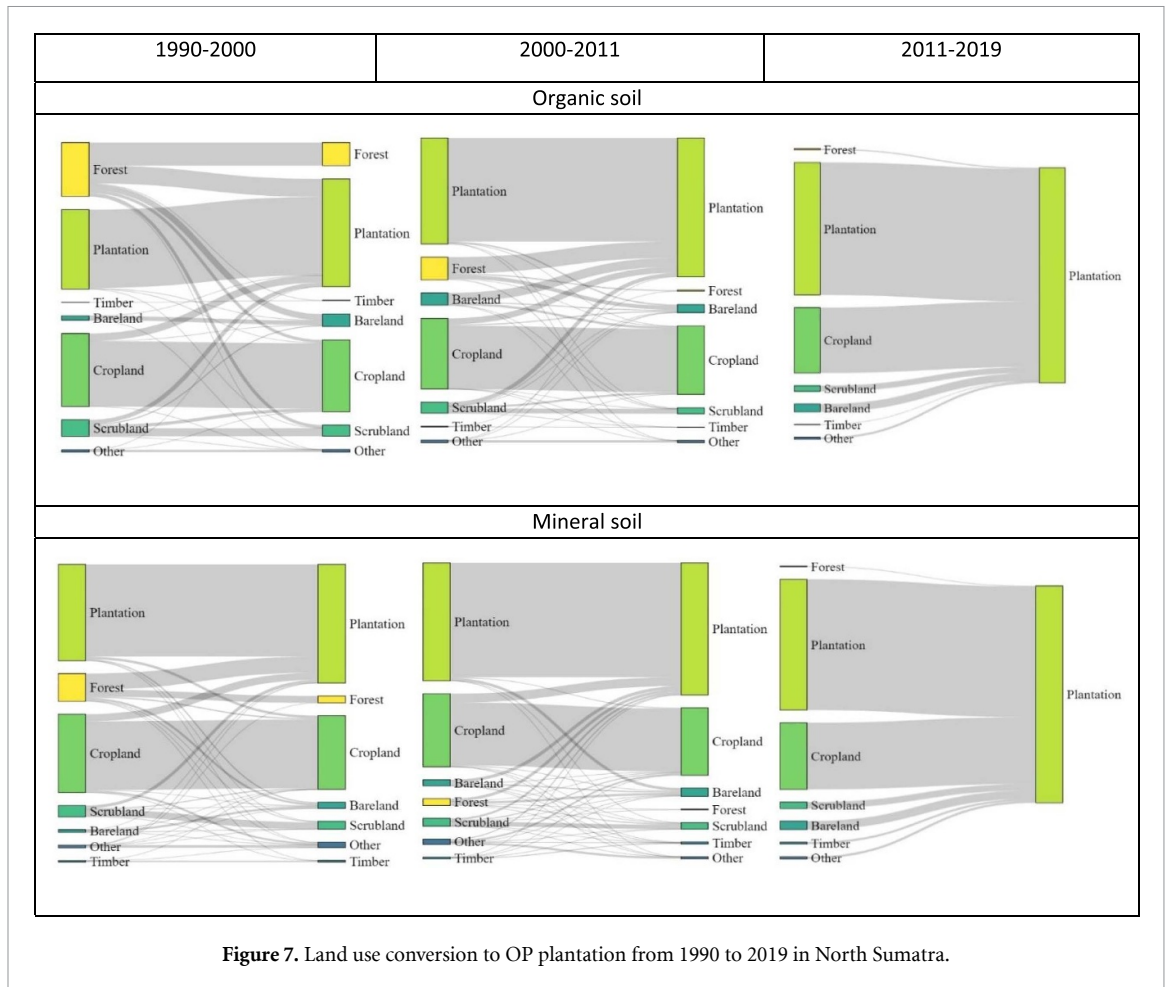 1990-2000
2000-2011
2011-2019
Organic soil
Forest
Plantation
Timber
Bareland
Cropland
Scrubland
Other
Forest
Plantation
Timber
Bareland
Cropland
Scrubland
Other
Plantation
Forest
Bareland
Cropland
Scrubland
Timber
Other
Plantation
Forest
Bareland
Cropland
Scrubland
Timber
Other
Forest
Plantation
Cropland
Scrubland
Bareland
Timber
Other
Plantation
Mineral soil
Plantation
Forest
Cropland
Scrubland
Bareland
Other
Timber
Plantation
Forest
Cropland
Bareland
Scrubland
Other
Timber
Plantation
Cropland
Bareland
Forest
Scrubland
Other
Timber
Plantation
Cropland
Bareland
Forest
Scrubland
Timber
Other
Forest
Plantation
Cropland
Scrubland
Bareland
Timber
Other
Plantation
Figure 7. Land use conversion to OP plantation from 1990 to 2019 in North Sumatra.